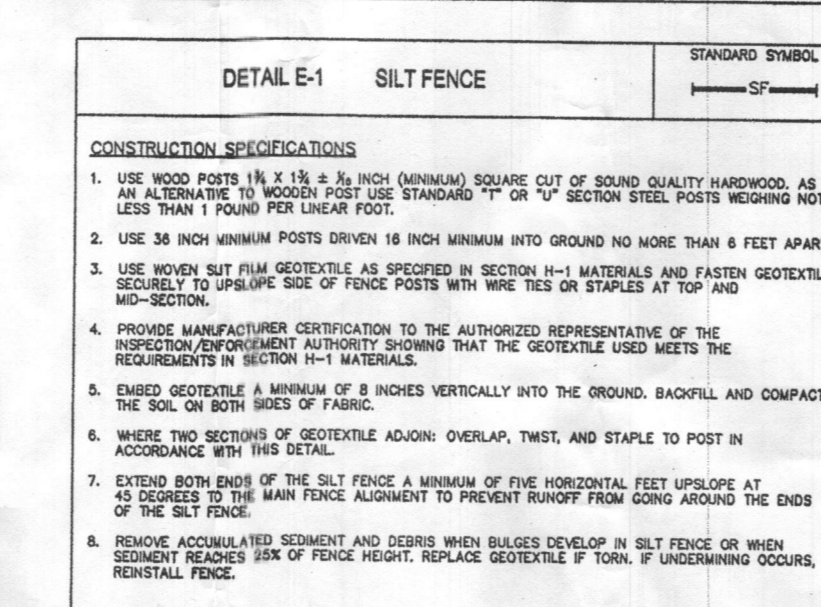 DETAIL E-1 SILT FENCE
STANDARD SYMBOL
SF
CONSTRUCTION SPECIFICATIONS
1. USE WOOD POSTS 1¾ X 1¾ ± 1/16 INCH (MINIMUM) SQUARE CUT OF SOUND QUALITY HARDWOOD. AS
AN ALTERNATIVE TO WOODEN POST USE STANDARD "T" OR "U" SECTION STEEL POSTS WEIGHING NOT
LESS THAN 1 POUND PER LINEAR FOOT.
2. USE 36 INCH MINIMUM POSTS DRIVEN 16 INCH MINIMUM INTO GROUND NO MORE THAN 6 FEET APAR
3. USE WOVEN SLIT FILM GEOTEXTILE AS SPECIFIED IN SECTION H-1 MATERIALS AND FASTEN GEOTEXTIL
SECURELY TO UPSLOPE SIDE OF FENCE POSTS WITH WIRE TIES OR STAPLES AT TOP AND
MID-SECTION.
4. PROVIDE MANUFACTURER CERTIFICATION TO THE AUTHORIZED REPRESENTATIVE OF THE
INSPECTION/ENFORCEMENT AUTHORITY SHOWING THAT THE GEOTEXTILE USED MEETS THE
REQUIREMENTS IN SECTION H-1 MATERIALS.
5. EMBED GEOTEXTILE A MINIMUM OF 8 INCHES VERTICALLY INTO THE GROUND. BACKFILL AND COMPACT
THE SOIL ON BOTH SIDES OF FABRIC.
6. WHERE TWO SECTIONS OF GEOTEXTILE ADJOIN: OVERLAP, TWIST, AND STAPLE TO POST IN
ACCORDANCE WITH THIS DETAIL.
7. EXTEND BOTH ENDS OF THE SILT FENCE A MINIMUM OF FIVE HORIZONTAL FEET UPSLOPE AT
45 DEGREES TO THE MAIN FENCE ALIGNMENT TO PREVENT RUNOFF FROM GOING AROUND THE ENDS
OF THE SILT FENCE.
8. REMOVE ACCUMULATED SEDIMENT AND DEBRIS WHEN BULGES DEVELOP IN SILT FENCE OR WHEN
SEDIMENT REACHES 25% OF FENCE HEIGHT. REPLACE GEOTEXTILE IF TORN. IF UNDERMINING OCCURS,
REINSTALL FENCE.